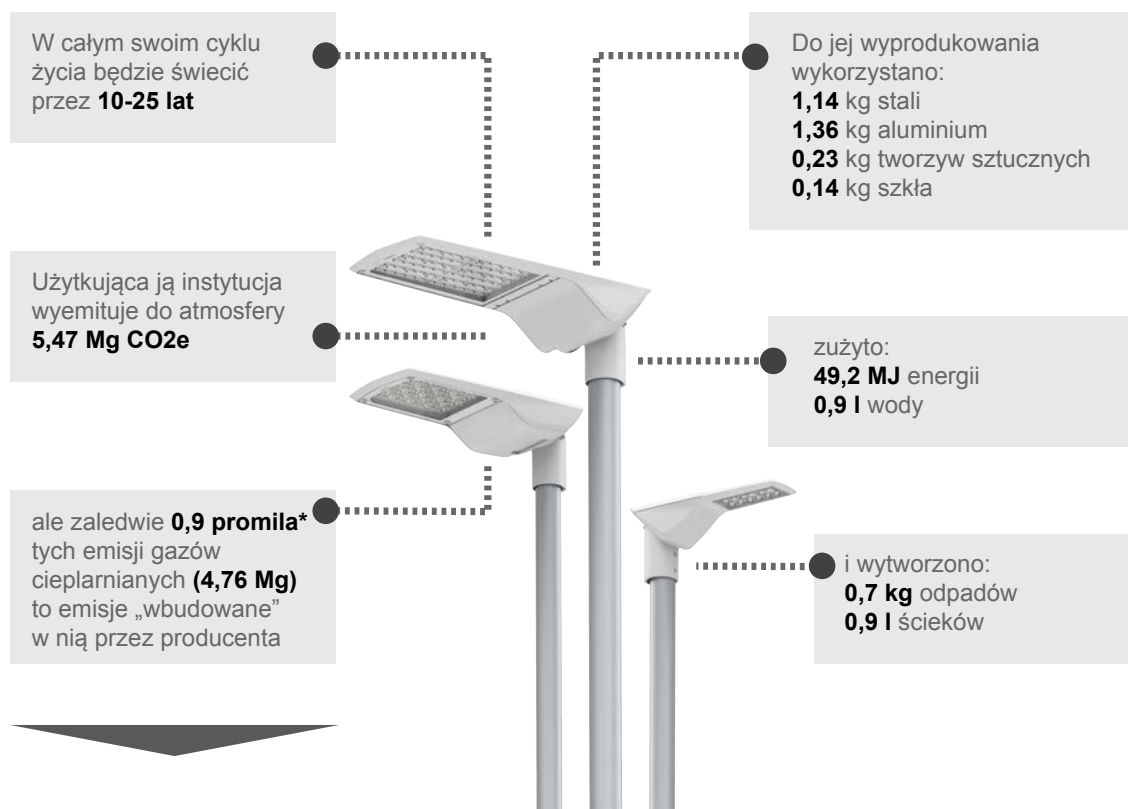 W całym swoim cyklu
życia będzie świecić
przez 10-25 lat
Do jej wyprodukowania
wykorzystano:
1,14 kg stali
1,36 kg aluminium
0,23 kg tworzyw sztucznych
0,14 kg szkła
Użytkująca ją instytucja
wyemituje do atmosfery
5,47 Mg CO2e
zużyto:
49,2 MJ energii
0,9 l wody
ale zaledwie 0,9 promila*
tych emisji gazów
cieplarnianych (4,76 Mg)
to emisje „wbudowane”
w nią przez producenta
i wytworzono:
0,7 kg odpadów
0,9 l ścieków